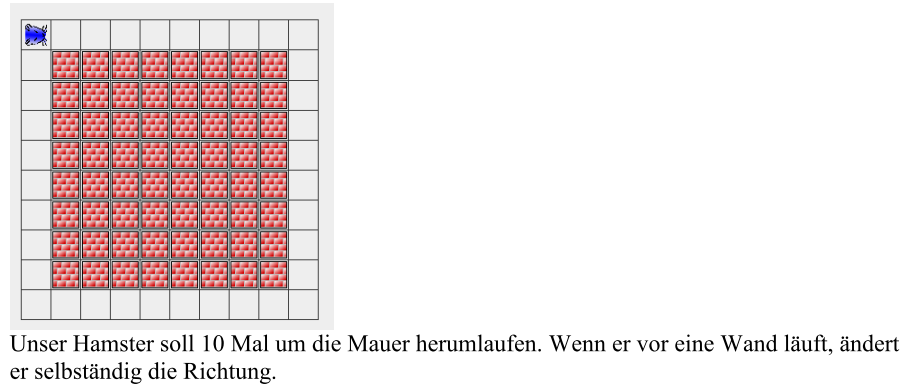 Unser Hamster soll 10 Mal um die Mauer herumlaufen. Wenn er vor eine Wand läuft, ändert
er selbständig die Richtung.